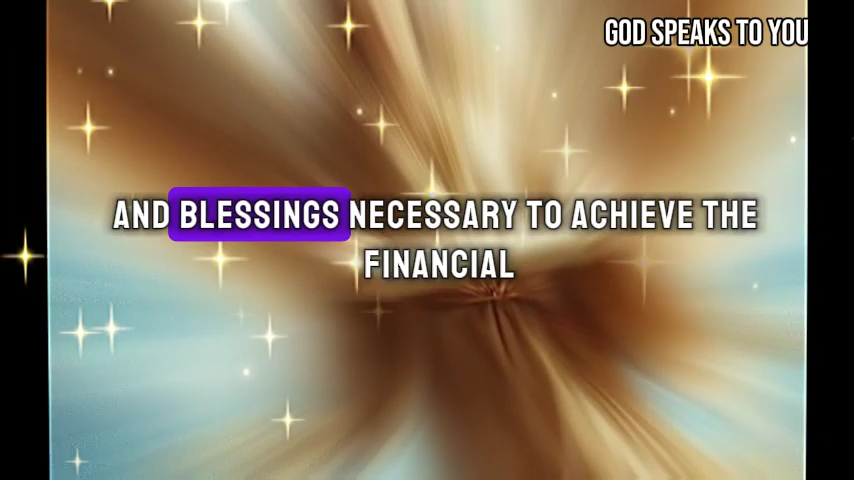 GOD SPEAKS TO YOU
AND BLESSINGS NECESSARY TO ACHIEVE THE
FINANCIAL